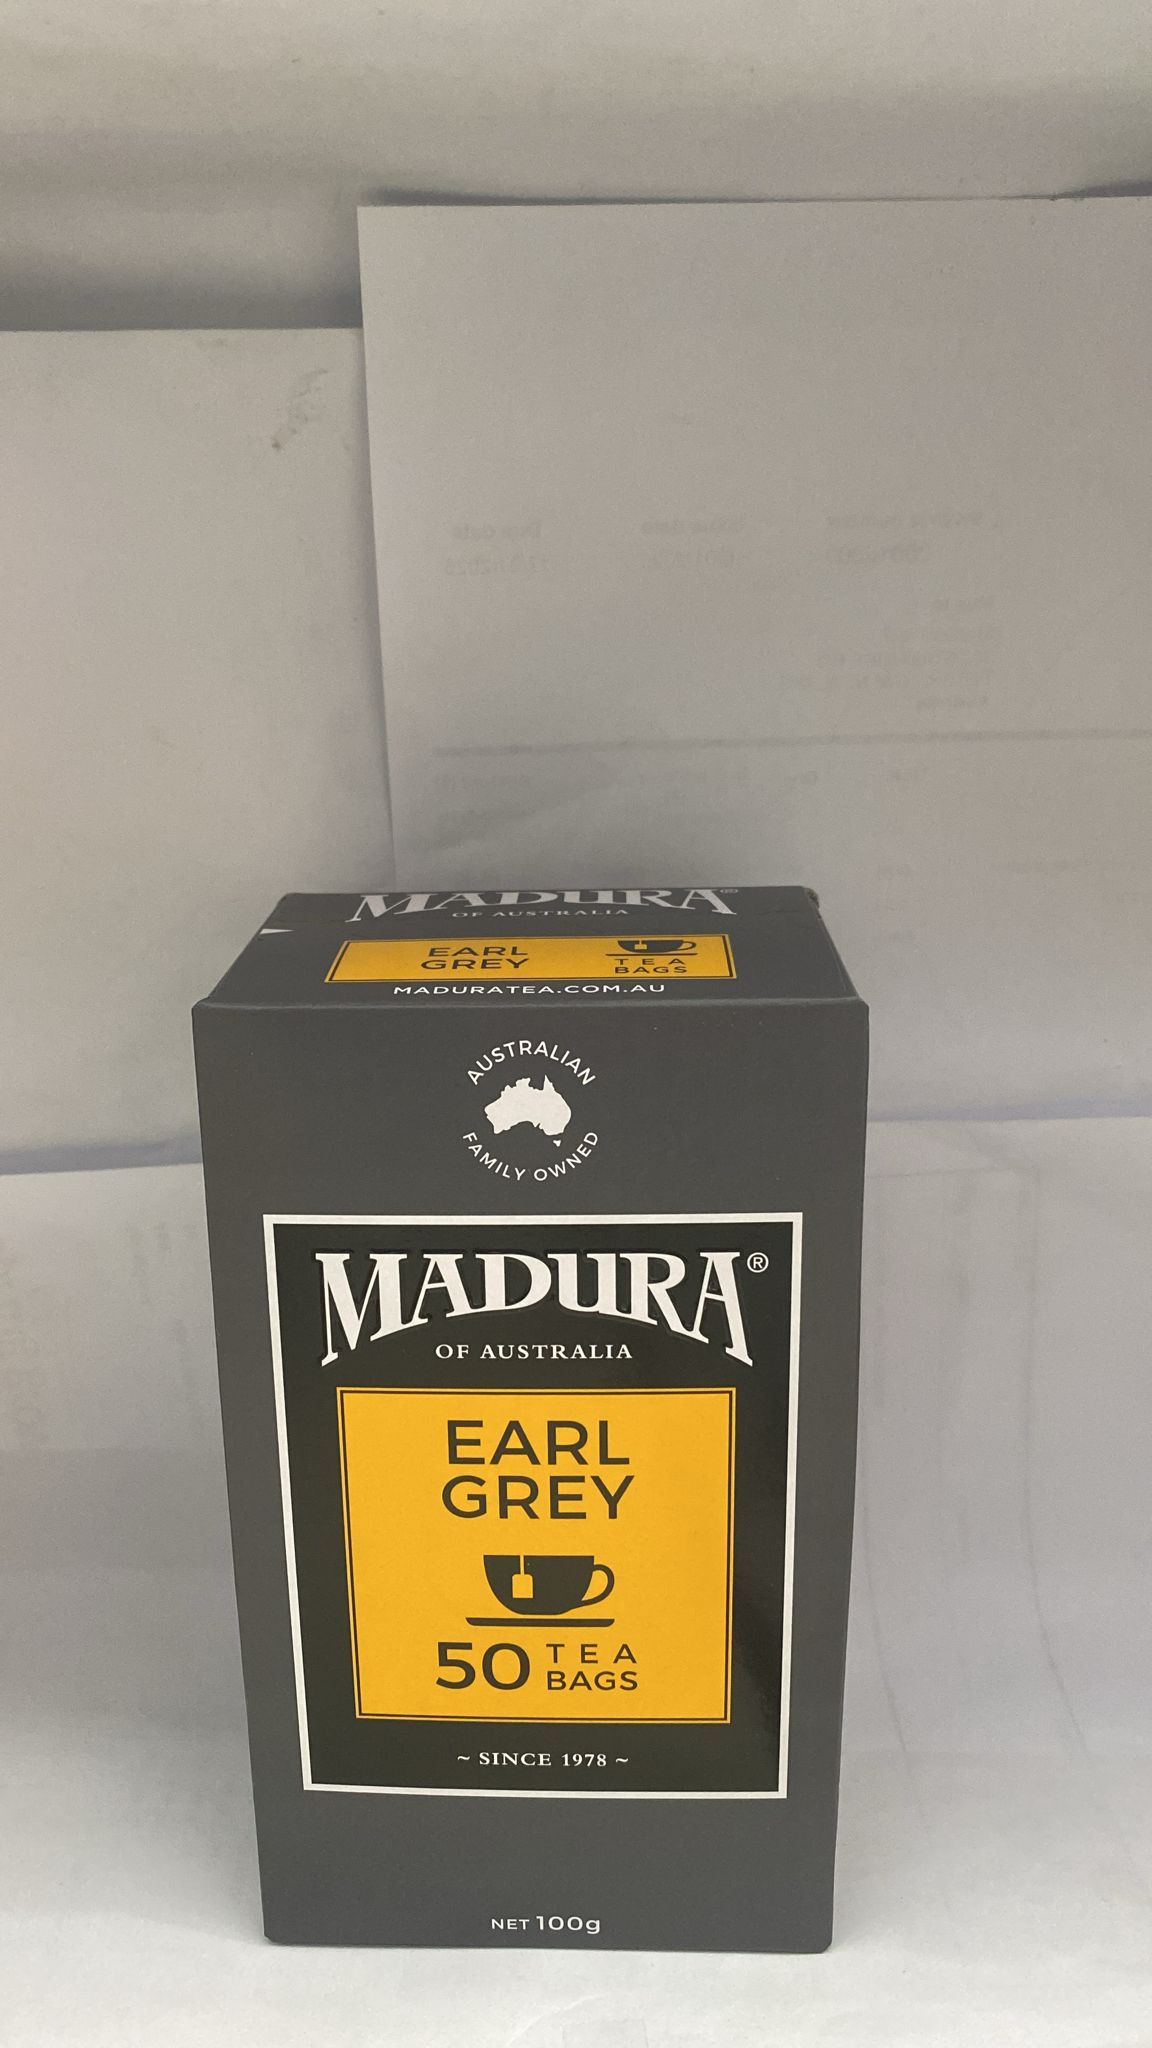 MADURA®
OF AUSTRALIA
EARL
GREY
TEA
BAGS
MADURATEA.COM.AU
AUSTRALIAN
FAMILY OWNED
MADURA®
OF AUSTRALIA
EARL
GREY
50 TEA
BAGS
~ SINCE 1978 ~
NET 100g